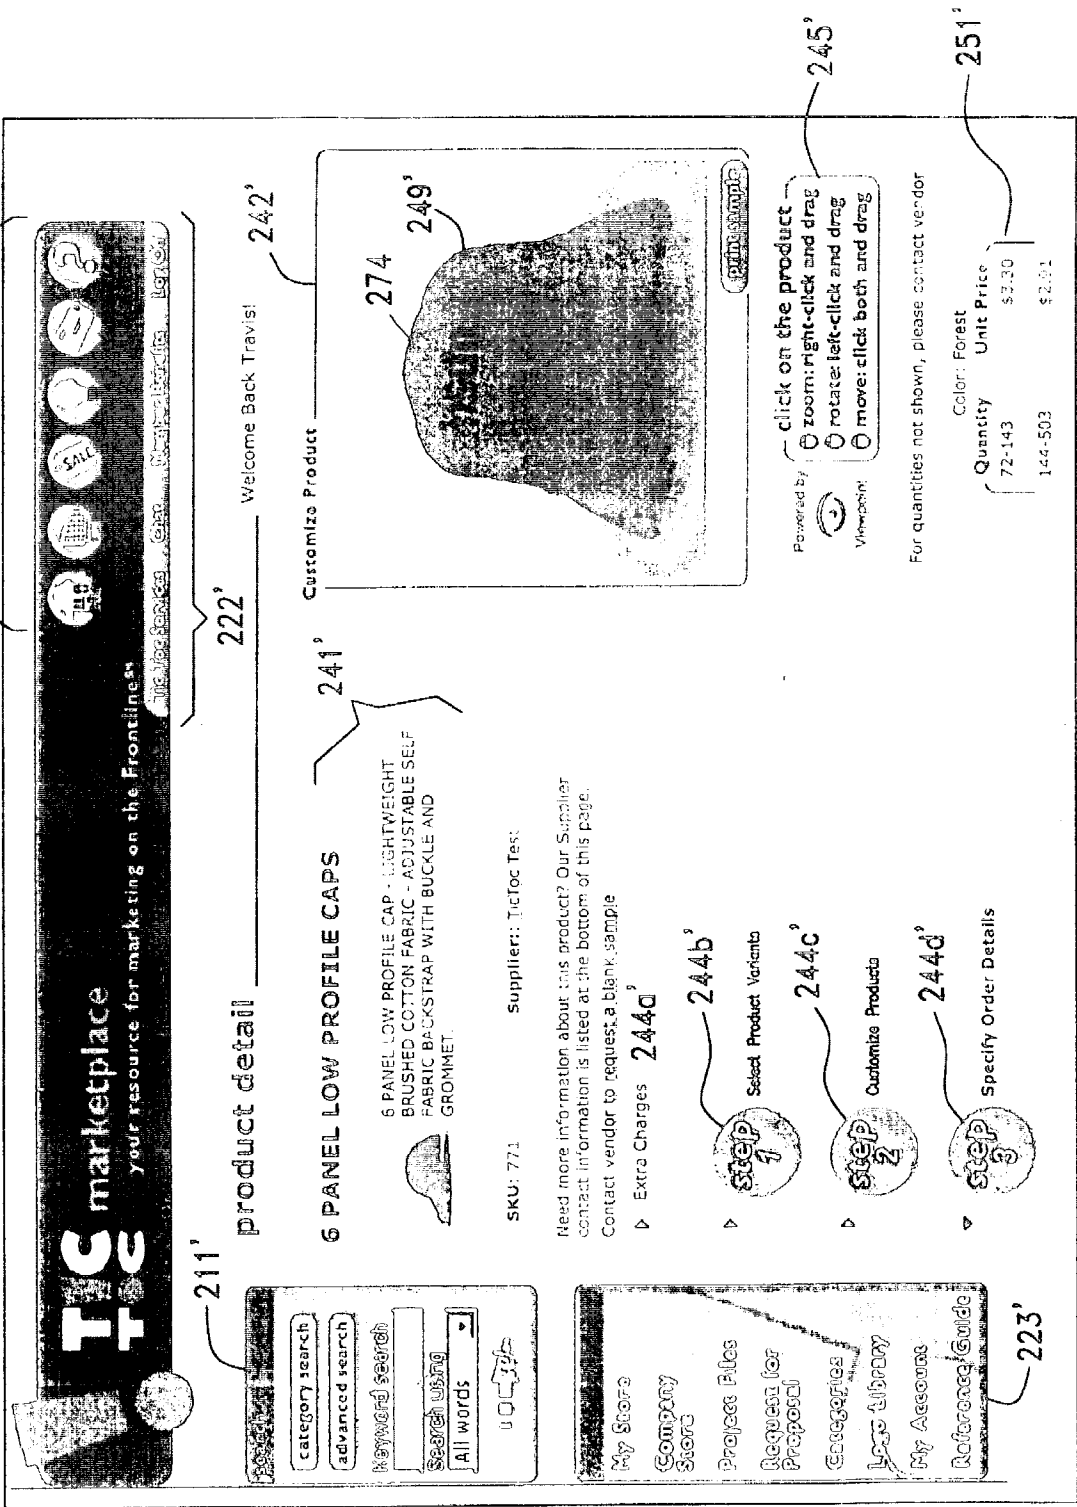 TIC TOC marketplace
your resource for marketing on the Frontlines
SALE
?
Log Off
222'
211'
category search
advanced search
Keyword search
Search using
All words
My Store
Company Store
Project Files
Request for Proposal
Categories
Logo Library
My Account
Reference Guide
223'
product detail
Welcome Back Travis!
6 PANEL LOW PROFILE CAPS
241'
6 PANEL LOW PROFILE CAP - LIGHTWEIGHT
BRUSHED COTTON FABRIC - ADJUSTABLE SELF
FABRIC BACKSTRAP WITH BUCKLE AND
GROMMET.
SKU: 771
Supplier:: TicToc Test
Need more information about this product? Our Supplier
contact information is listed at the bottom of this page.
Contact vendor to request a blank sample
Extra Charges
244a'
step 1
Select Product Variants
244b'
step 2
Customize Products
244c'
step 3
Specify Order Details
244d'
Customize Product
242'
274
249'
print sample
Powered by
Viewpoint
click on the product
zoom: right-click and drag
rotate: left-click and drag
move: click both and drag
245'
For quantities not shown, please contact vendor
Color: Forest
Quantity Unit Price
72-143 $3.30
144-503 $2.91
251'